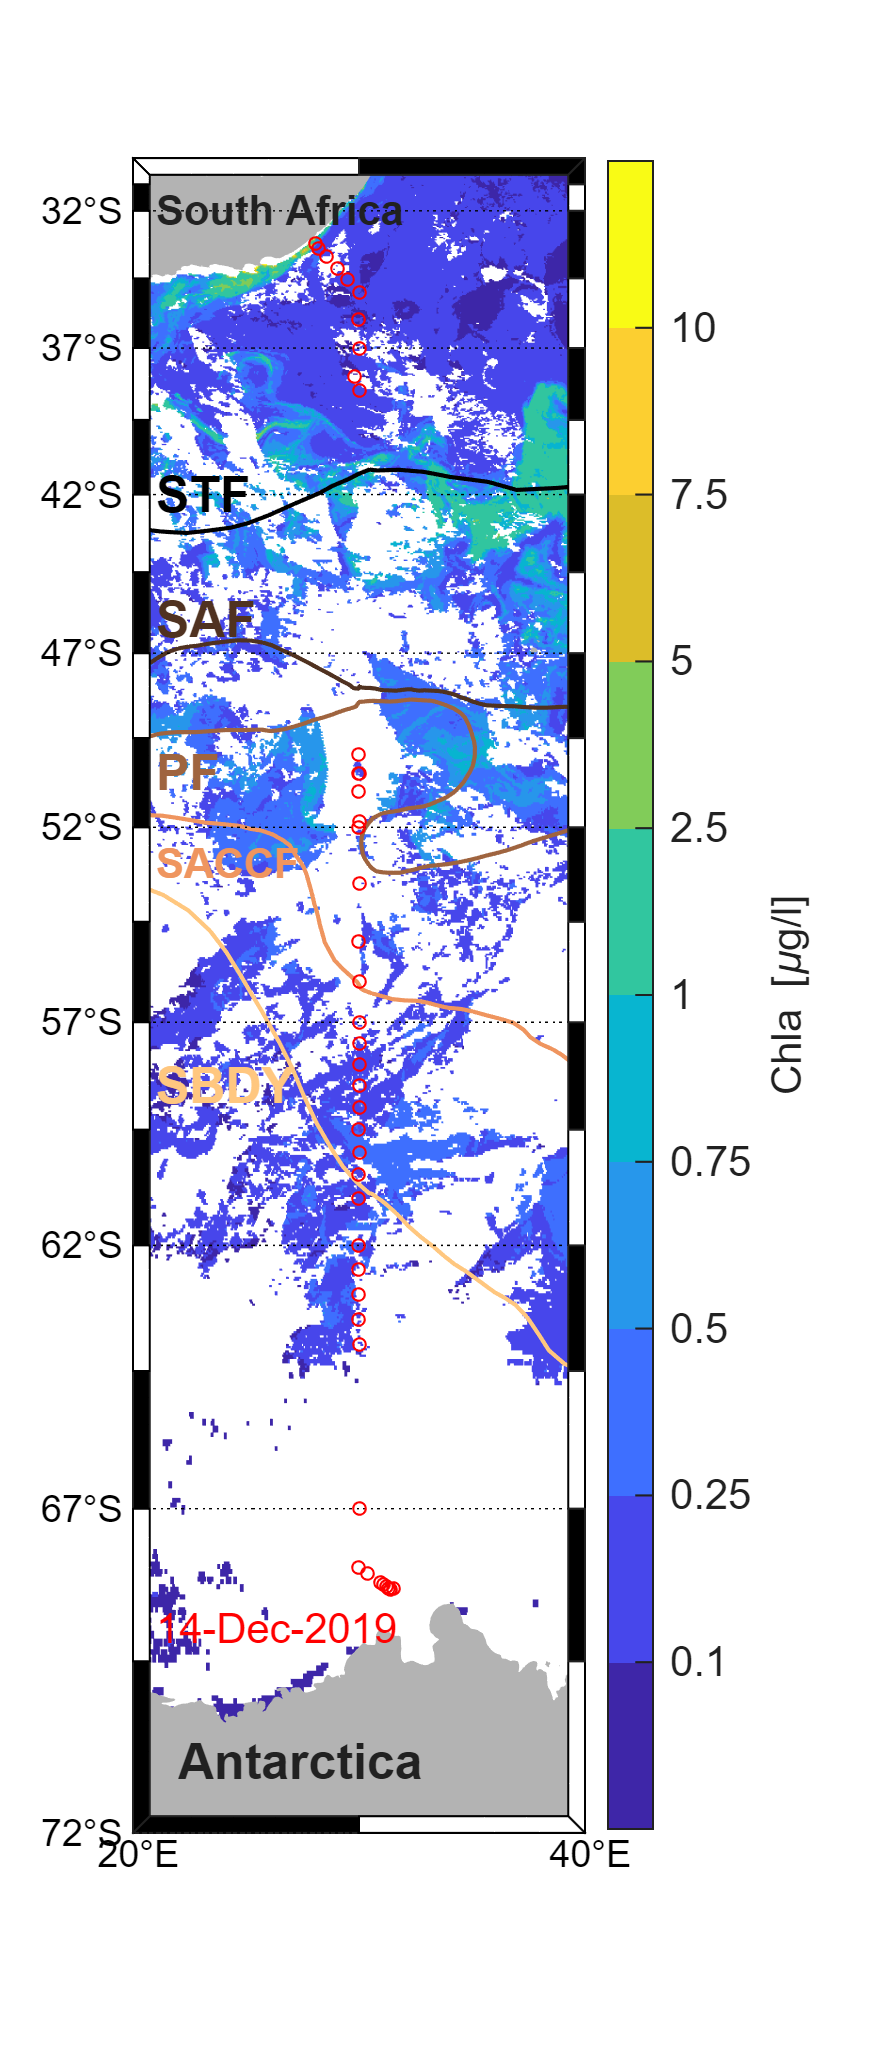 South Africa
32°S
37°S
STF
42°S
SAF
47°S
PF
52°S
SACCF
57°S
SBDY
62°S
67°S
14-Dec-2019
Antarctica
72°S
20°E
40°E
10
7.5
5
2.5
1
0.75
0.5
0.25
0.1
Chla [µg/l]